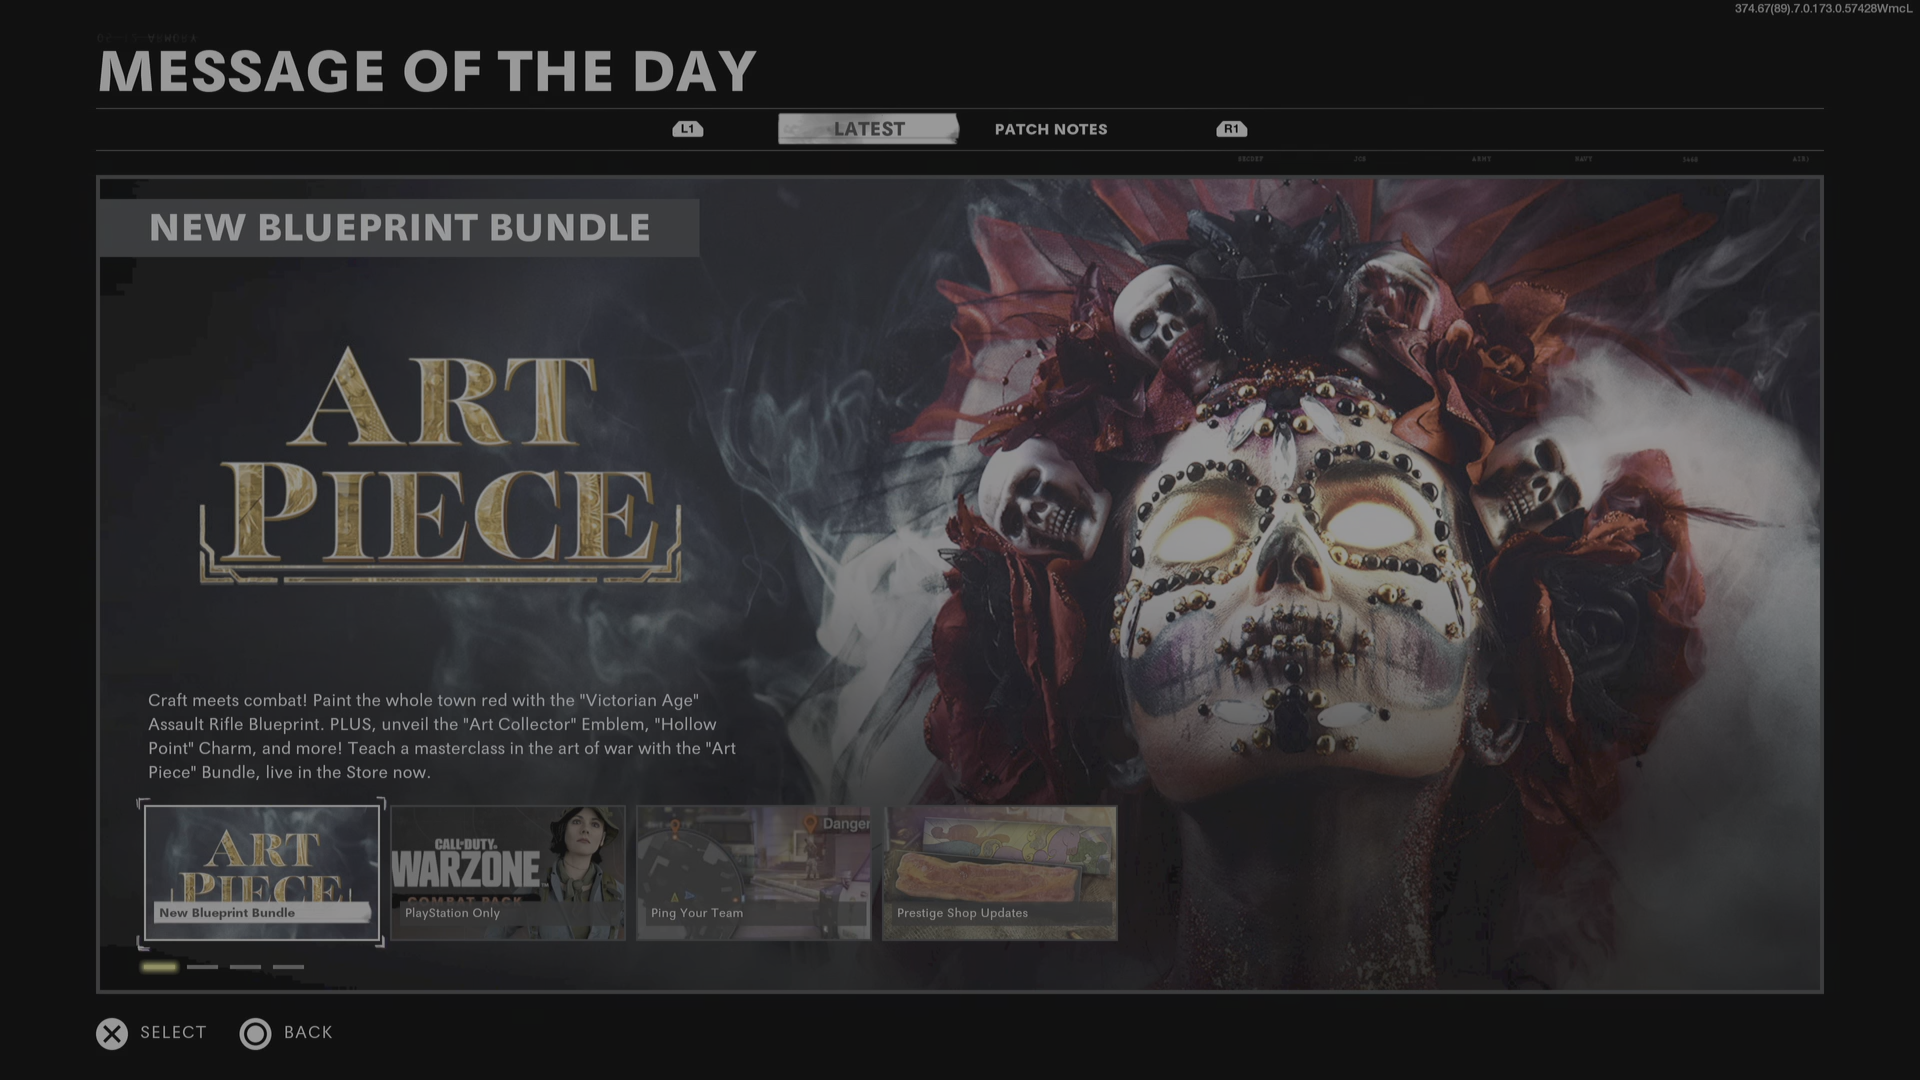 374.67(89).7.0.173.0.57428WmcL
MESSAGE OF THE DAY
L1
LATEST
PATCH NOTES
R1
ARMY
NAVY
NEW BLUEPRINT BUNDLE
ART
PIECE
Craft meets combat! Paint the whole town red with the "Victorian Age"
Assault Rifle Blueprint. PLUS, unveil the "Art Collector" Emblem, "Hollow
Point" Charm, and more! Teach a masterclass in the art of war with the "Art
Piece" Bundle, live in the Store now.
ART
PIECE
New Blueprint Bundle
CALL OF DUTY
WARZONE
COMBAT PACK
PlayStation Only
Danger
Ping Your Team
Prestige Shop Updates
SELECT
BACK